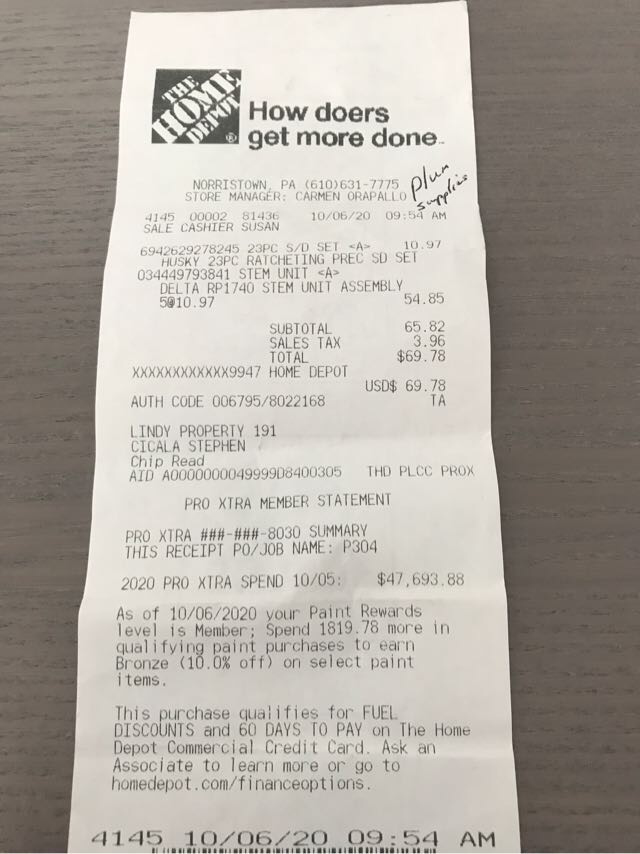 THE
HOME
DEPOT
®
How doers
get more done™
NORRISTOWN, PA (610)631-7775
STORE MANAGER: CARMEN ORAPALLO
plum
supplies
4145 00002 81436 10/06/20 09:54 AM
SALE CASHIER SUSAN
6942629278245 23PC S/D SET <A> 10.97
HUSKY 23PC RATCHETING PREC SD SET
034449793841 STEM UNIT <A>
DELTA RP1740 STEM UNIT ASSEMBLY
5@10.97 54.85
SUBTOTAL 65.82
SALES TAX 3.96
TOTAL $69.78
XXXXXXXXXXXX9947 HOME DEPOT
USD$ 69.78
AUTH CODE 006795/8022168 TA
LINDY PROPERTY 191
CICALA STEPHEN
Chip Read
AID A0000000049999D8400305 THD PLCC PROX
PRO XTRA MEMBER STATEMENT
PRO XTRA ###-###-8030 SUMMARY
THIS RECEIPT PO/JOB NAME: P304
2020 PRO XTRA SPEND 10/05: $47,693.88
As of 10/06/2020 your Paint Rewards
level is Member; Spend 1819.78 more in
qualifying paint purchases to earn
Bronze (10.0% off) on select paint
items.
This purchase qualifies for FUEL
DISCOUNTS and 60 DAYS TO PAY on The Home
Depot Commercial Credit Card. Ask an
Associate to learn more or go to
homedepot.com/financeoptions.
4145 10/06/20 09:54 AM